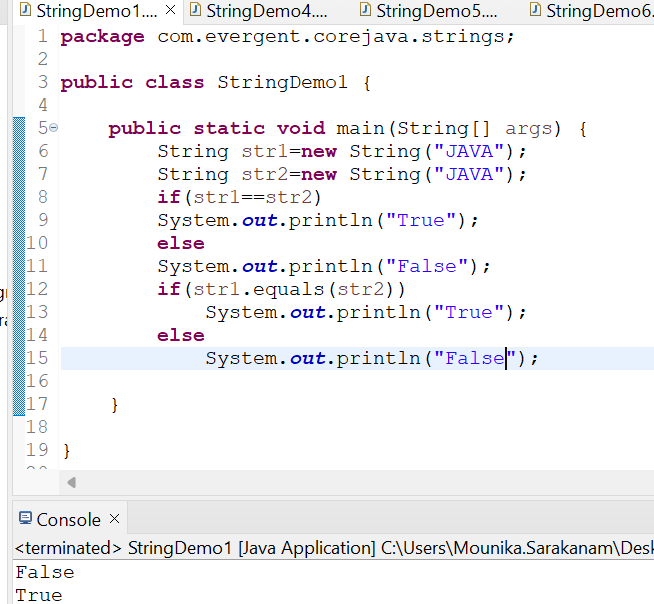 StringDemo1.... StringDemo4.... StringDemo5.... StringDemo6.
1 package com.evergent.corejava.strings;
2
3 public class StringDemo1 {
4
5 public static void main(String[] args) {
6 String str1=new String("JAVA");
7 String str2=new String("JAVA");
8 if(str1==str2)
9 System.out.println("True");
10 else
11 System.out.println("False");
12 if(str1.equals(str2))
13 System.out.println("True");
14 else
15 System.out.println("False");
16
17 }
18
19 }
Console
<terminated> StringDemo1 [Java Application] C:\Users\Mounika.Sarakanam\Desk
False
True